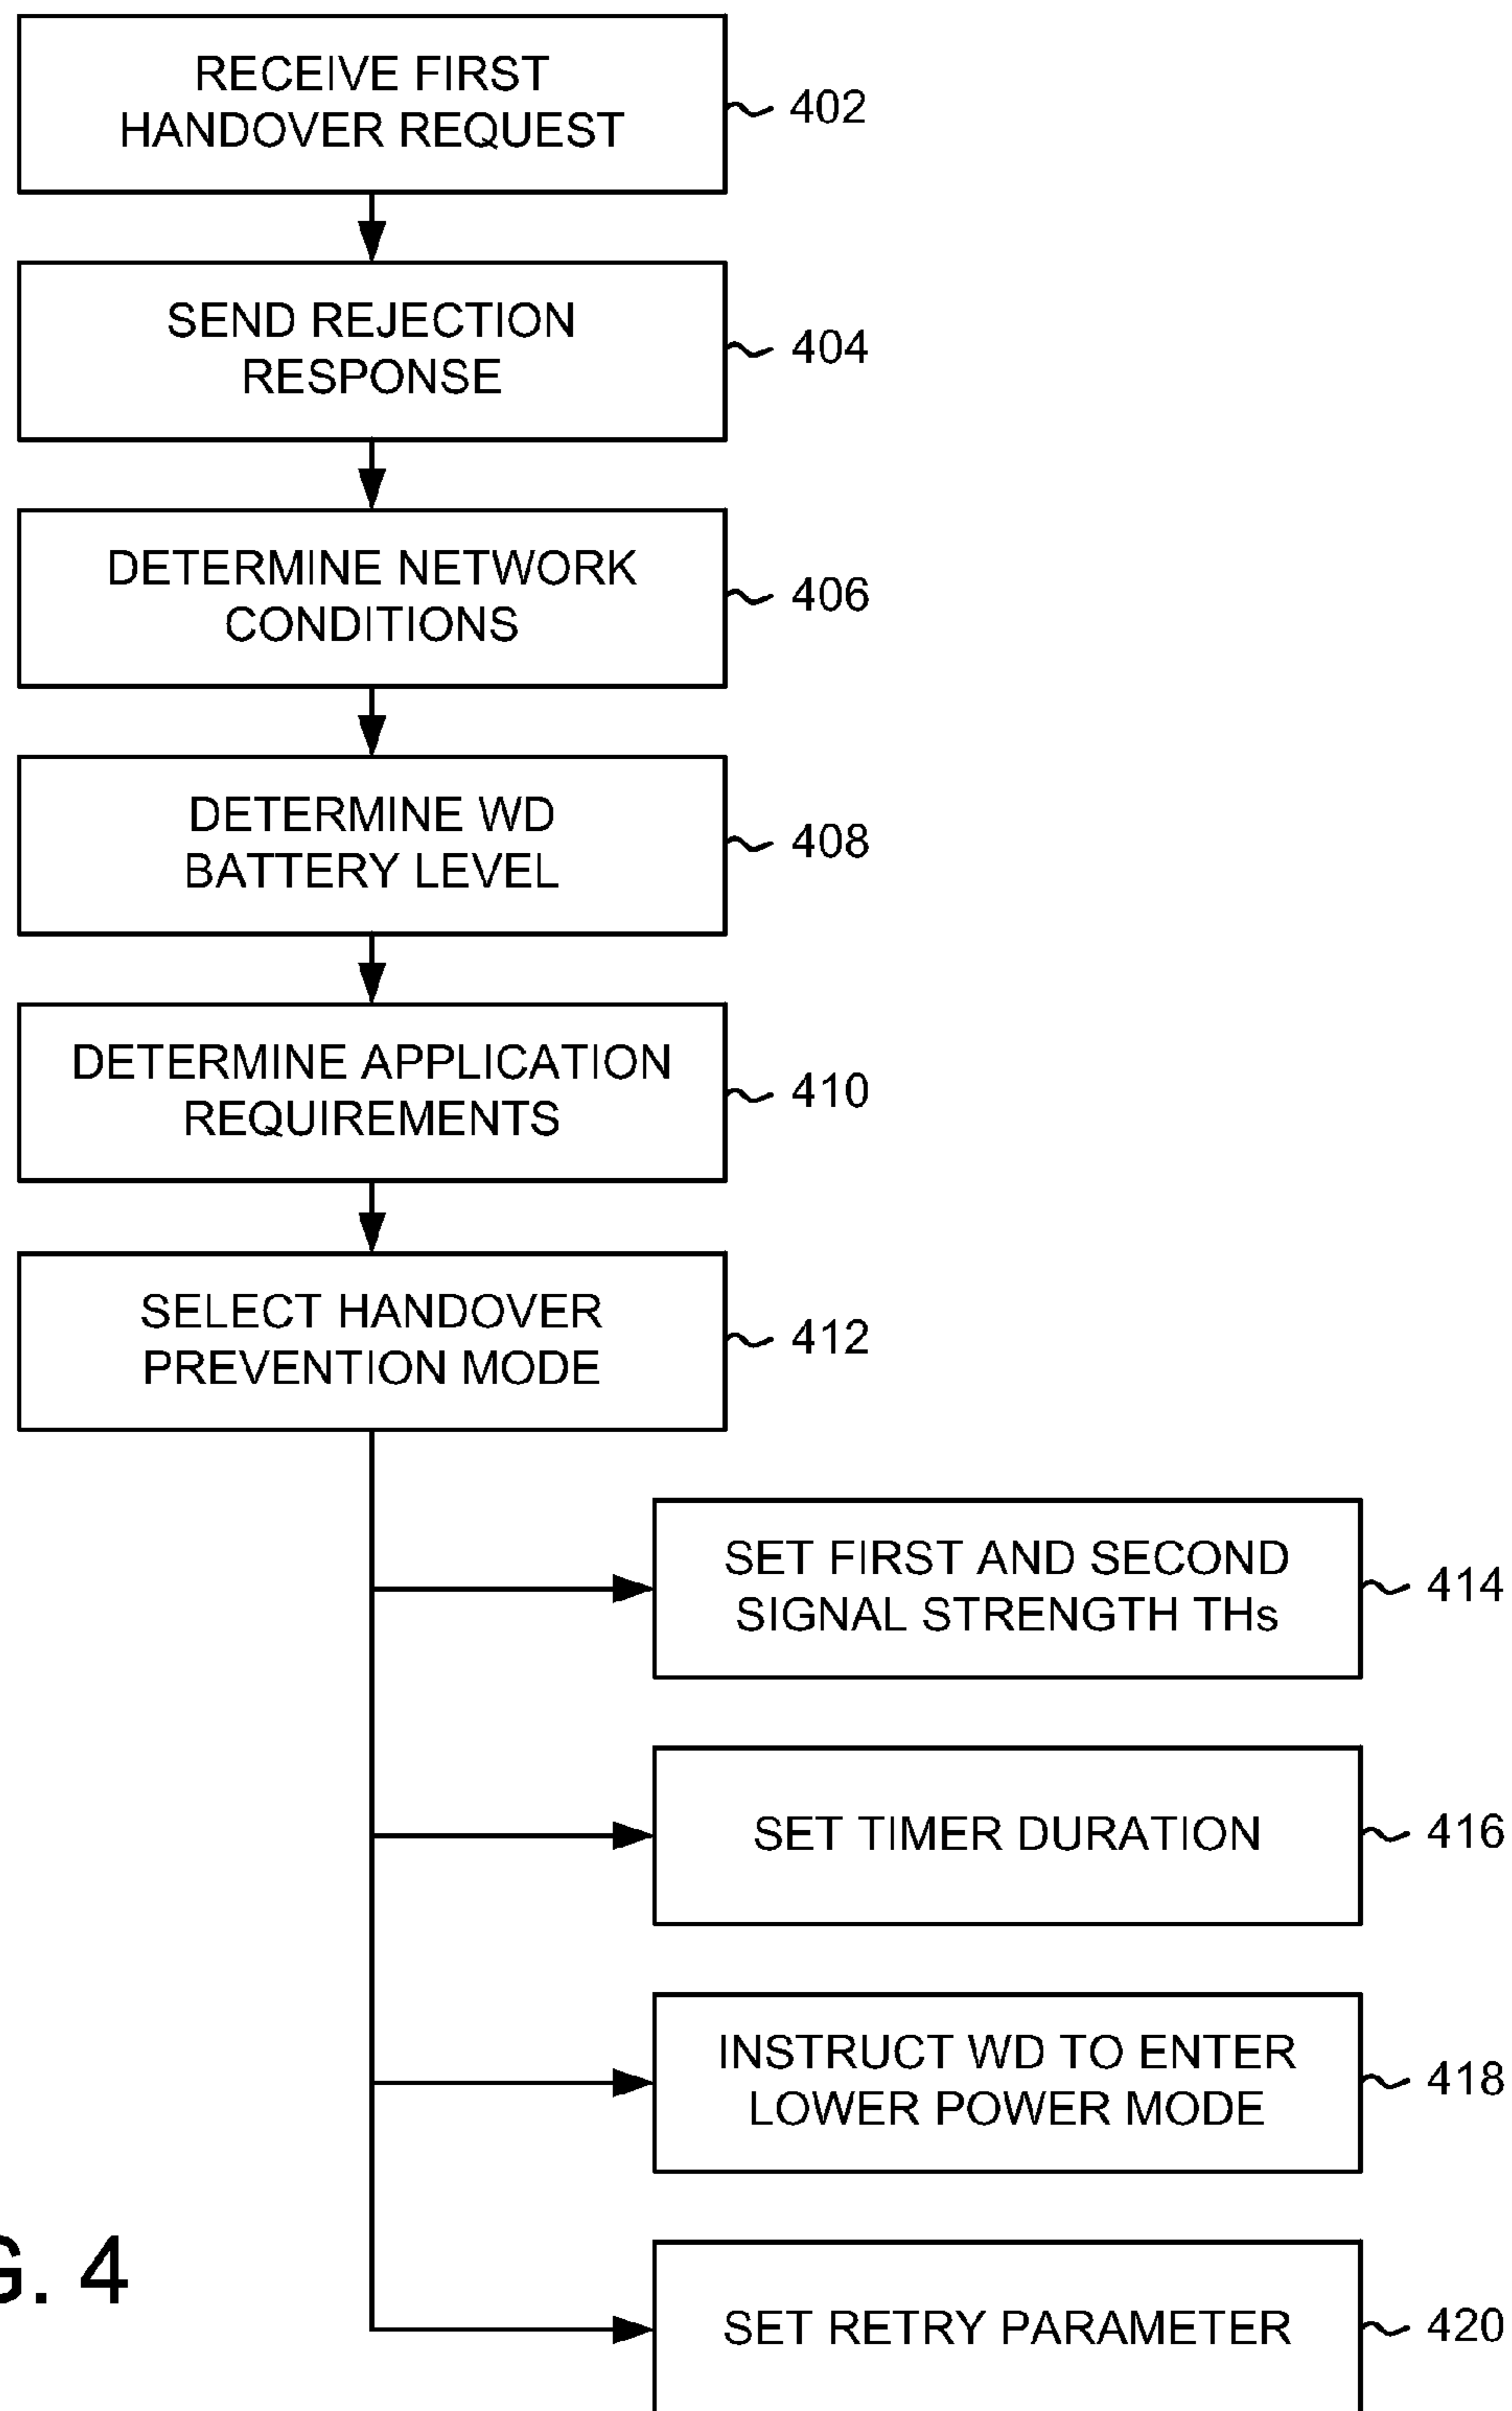 RECEIVE FIRST
HANDOVER REQUEST
402
SEND REJECTION
RESPONSE
404
DETERMINE NETWORK
CONDITIONS
406
DETERMINE WD
BATTERY LEVEL
408
DETERMINE APPLICATION
REQUIREMENTS
410
SELECT HANDOVER
PREVENTION MODE
412
SET FIRST AND SECOND
SIGNAL STRENGTH THs
414
SET TIMER DURATION
416
INSTRUCT WD TO ENTER
LOWER POWER MODE
418
SET RETRY PARAMETER
420
G. 4